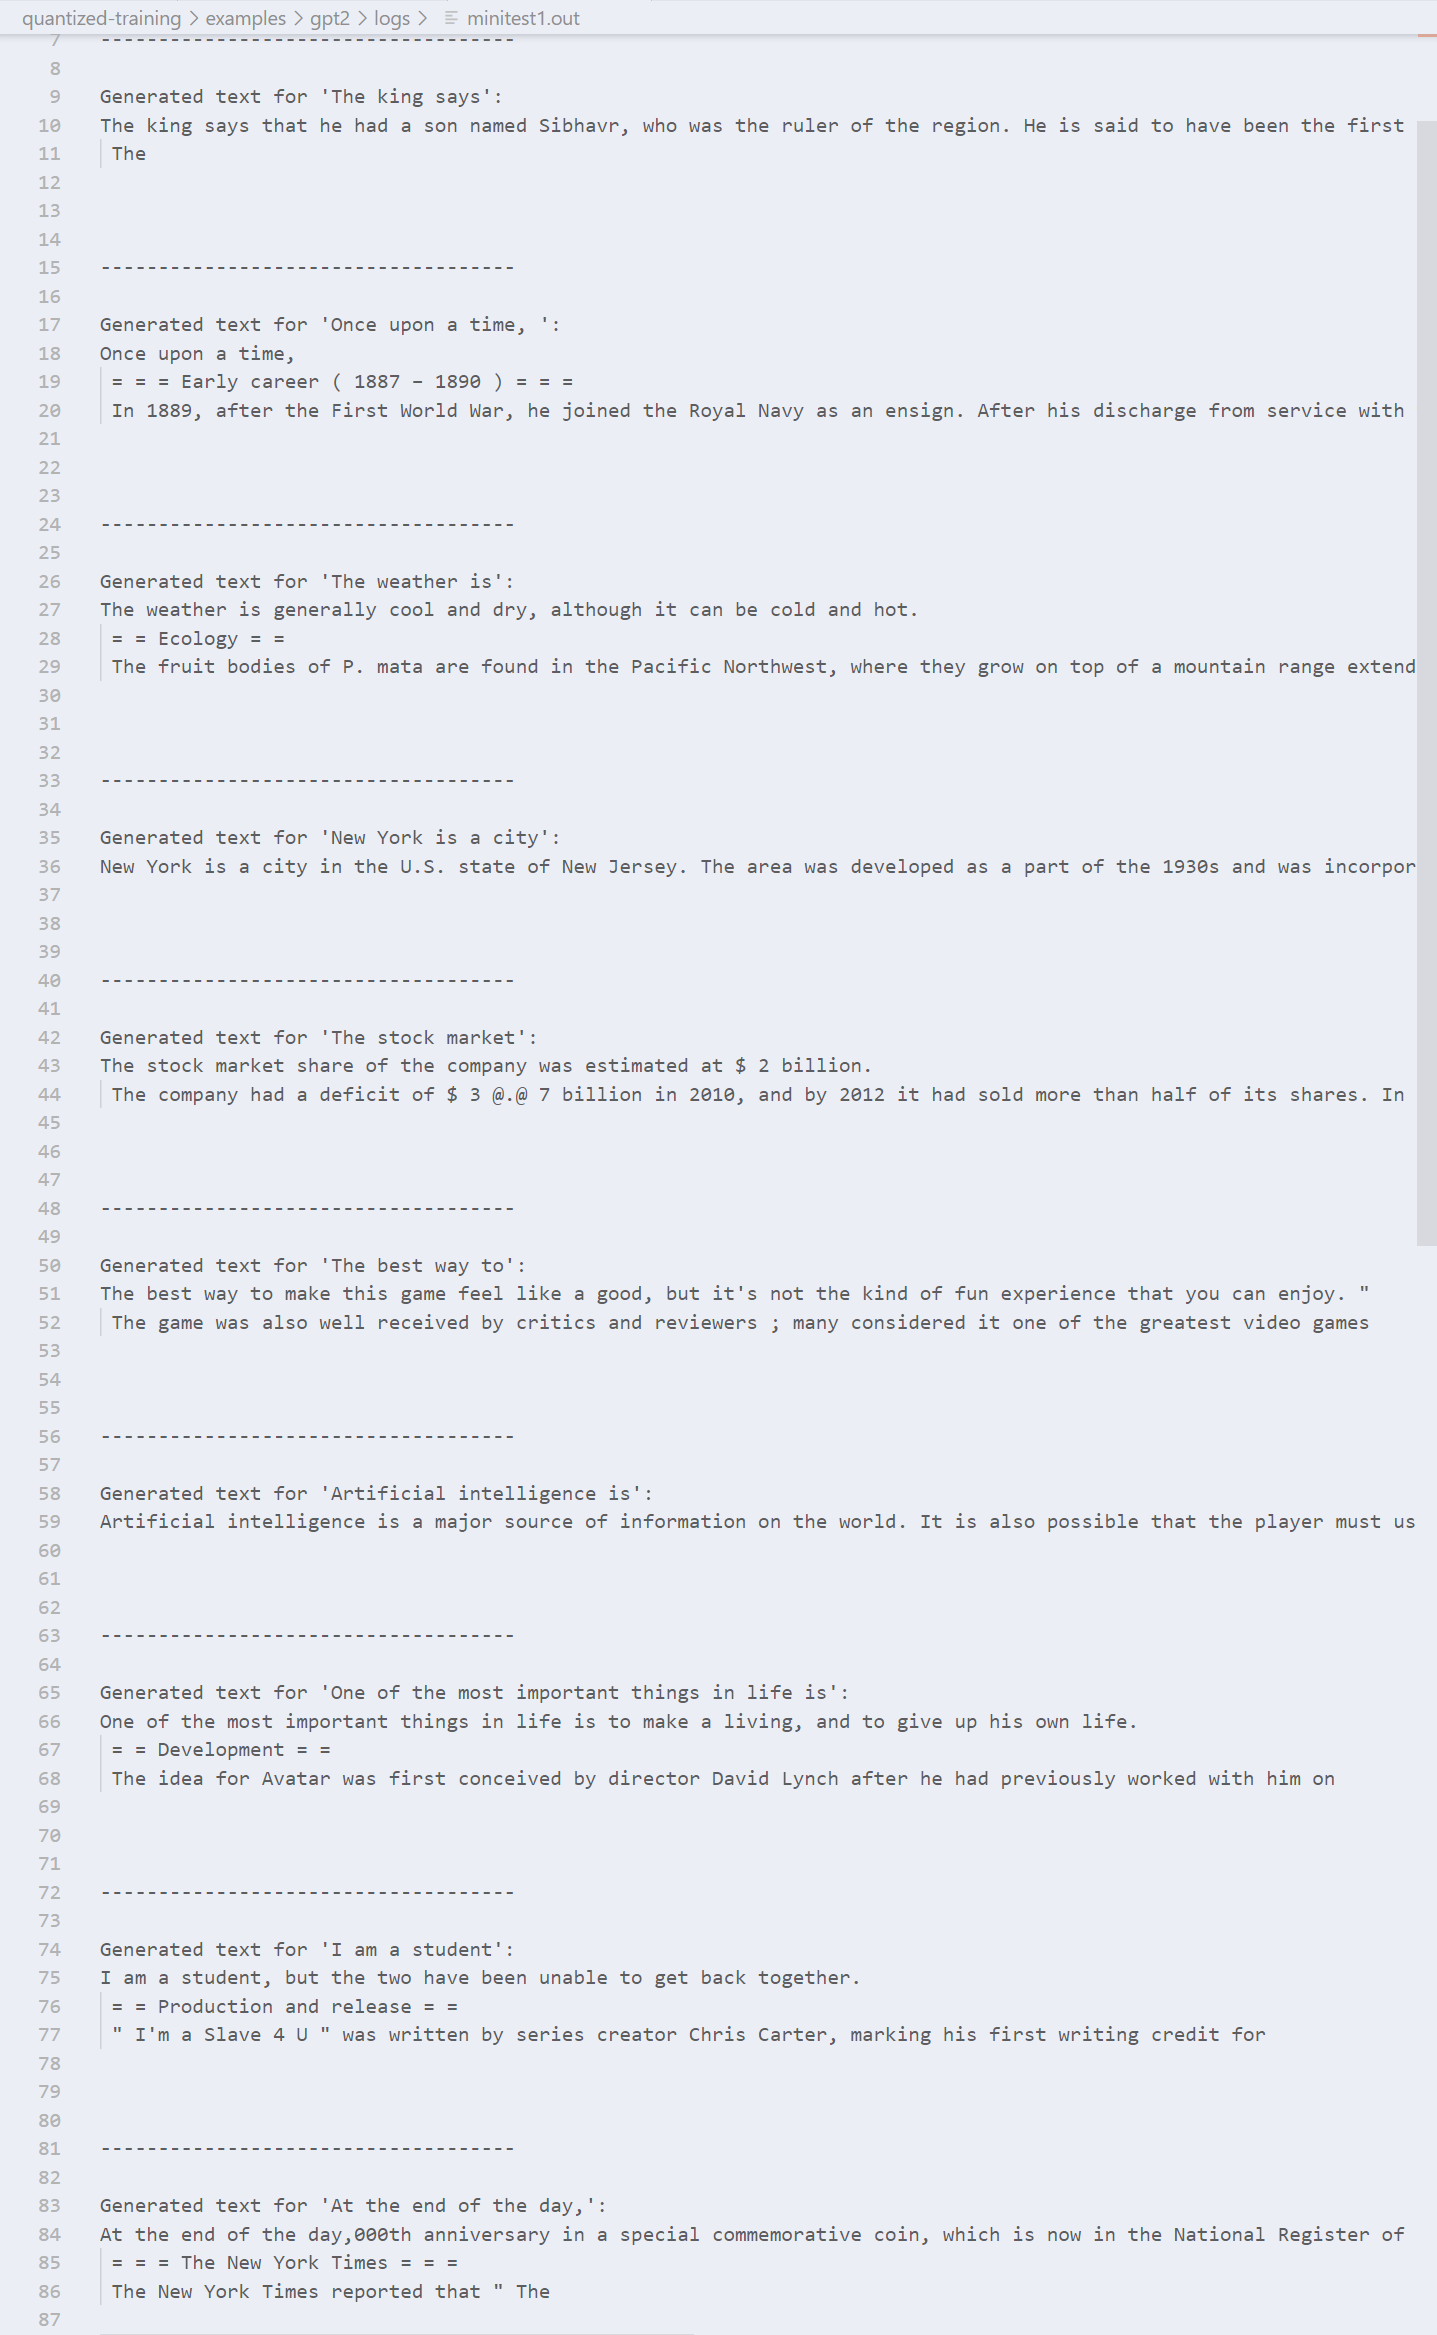 quantized-training > examples > gpt2 > logs > minitest1.out
7 ------------------------------------
8
9 Generated text for 'The king says':
10 The king says that he had a son named Sibhavr, who was the ruler of the region. He is said to have been the first
11 The
12
13
14
15 ------------------------------------
16
17 Generated text for 'Once upon a time, ':
18 Once upon a time,
19 = = = Early career ( 1887 – 1890 ) = = =
20 In 1889, after the First World War, he joined the Royal Navy as an ensign. After his discharge from service with
21
22
23
24 ------------------------------------
25
26 Generated text for 'The weather is':
27 The weather is generally cool and dry, although it can be cold and hot.
28 = = Ecology = =
29 The fruit bodies of P. mata are found in the Pacific Northwest, where they grow on top of a mountain range extend
30
31
32
33 ------------------------------------
34
35 Generated text for 'New York is a city':
36 New York is a city in the U.S. state of New Jersey. The area was developed as a part of the 1930s and was incorpor
37
38
39
40 ------------------------------------
41
42 Generated text for 'The stock market':
43 The stock market share of the company was estimated at $ 2 billion.
44 The company had a deficit of $ 3 @.@ 7 billion in 2010, and by 2012 it had sold more than half of its shares. In
45
46
47
48 ------------------------------------
49
50 Generated text for 'The best way to':
51 The best way to make this game feel like a good, but it's not the kind of fun experience that you can enjoy. "
52 The game was also well received by critics and reviewers ; many considered it one of the greatest video games
53
54
55
56 ------------------------------------
57
58 Generated text for 'Artificial intelligence is':
59 Artificial intelligence is a major source of information on the world. It is also possible that the player must us
60
61
62
63 ------------------------------------
64
65 Generated text for 'One of the most important things in life is':
66 One of the most important things in life is to make a living, and to give up his own life.
67 = = Development = =
68 The idea for Avatar was first conceived by director David Lynch after he had previously worked with him on
69
70
71
72 ------------------------------------
73
74 Generated text for 'I am a student':
75 I am a student, but the two have been unable to get back together.
76 = = Production and release = =
77 " I'm a Slave 4 U " was written by series creator Chris Carter, marking his first writing credit for
78
79
80
81 ------------------------------------
82
83 Generated text for 'At the end of the day,':
84 At the end of the day,000th anniversary in a special commemorative coin, which is now in the National Register of
85 = = = The New York Times = = =
86 The New York Times reported that " The
87